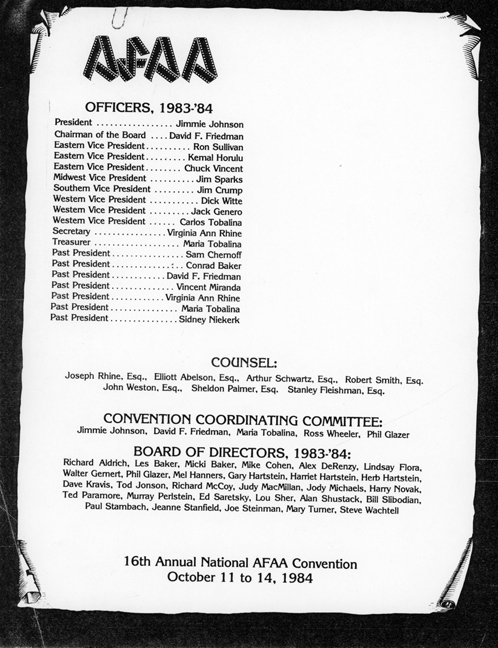 AFAA
OFFICERS, 1983-'84
President ................ Jimmie Johnson
Chairman of the Board .... David F. Friedman
Eastern Vice President.......... Ron Sullivan
Eastern Vice President......... Kemal Horulu
Eastern Vice President........ Chuck Vincent
Midwest Vice President .......... Jim Sparks
Southern Vice President ......... Jim Crump
Western Vice President ........... Dick Witte
Western Vice President ......... Jack Genero
Western Vice President ...... Carlos Tobalina
Secretary ................ Virginia Ann Rhine
Treasurer ................... Maria Tobalina
Past President ................ Sam Chernoff
Past President ............:.. Conrad Baker
Past President ............ David F. Friedman
Past President .............. Vincent Miranda
Past President ............ Virginia Ann Rhine
Past President ............... Maria Tobalina
Past President .............. Sidney Niekerk
COUNSEL:
Joseph Rhine, Esq., Elliott Abelson, Esq., Arthur Schwartz, Esq., Robert Smith, Esq.
John Weston, Esq., Sheldon Palmer, Esq. Stanley Fleishman, Esq.
CONVENTION COORDINATING COMMITTEE:
Jimmie Johnson, David F. Friedman, Maria Tobalina, Ross Wheeler, Phil Glazer
BOARD OF DIRECTORS, 1983-'84:
Richard Aldrich, Les Baker, Micki Baker, Mike Cohen, Alex DeRenzy, Lindsay Flora,
Walter Gernert, Phil Glazer, Mel Hanners, Gary Hartstein, Harriet Hartstein, Herb Hartstein,
Dave Kravis, Tod Jonson, Richard McCoy, Judy MacMillan, Jody Michaels, Harry Novak,
Ted Paramore, Murray Perlstein, Ed Saretsky, Lou Sher, Alan Shustack, Bill Slibodian,
Paul Stambach, Jeanne Stanfield, Joe Steinman, Mary Turner, Steve Wachtell
16th Annual National AFAA Convention
October 11 to 14, 1984